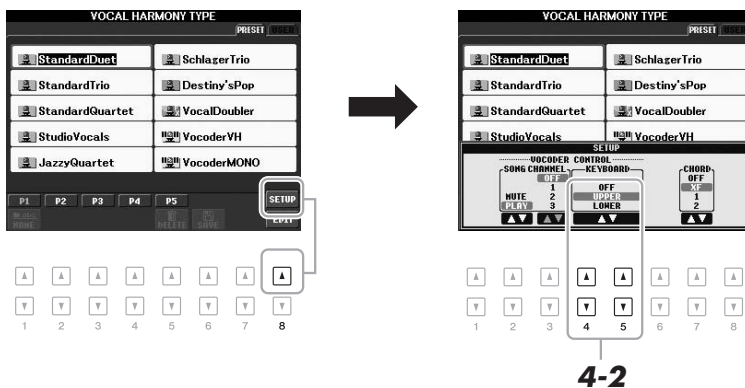 VOCAL HARMONY TYPE
PRESET USER
StandardDuet SchlagerTrio
StandardTrio Destiny'sPop
StandardQuartet VocalDoubler
StudioVocals VocoderVH
JazzyQuartet VocoderMONO
P1 P2 P3 P4 P5 SETUP
DELETE SAVE EDIT
1 2 3 4 5 6 7 8
VOCAL HARMONY TYPE
PRESET
StandardDuet SchlagerTrio
StandardTrio Destiny'sPop
StandardQuartet VocalDoubler
StudioVocals VocoderVH
SETUP
VOCODER CONTROL
SONG CHANNEL KEYBOARD CHORD
OFF OFF
1 OFF XF
MUTE 2 UPPER 1
PLAY 3 LOWER 2
1 2 3 4 5 6 7 8
4-2